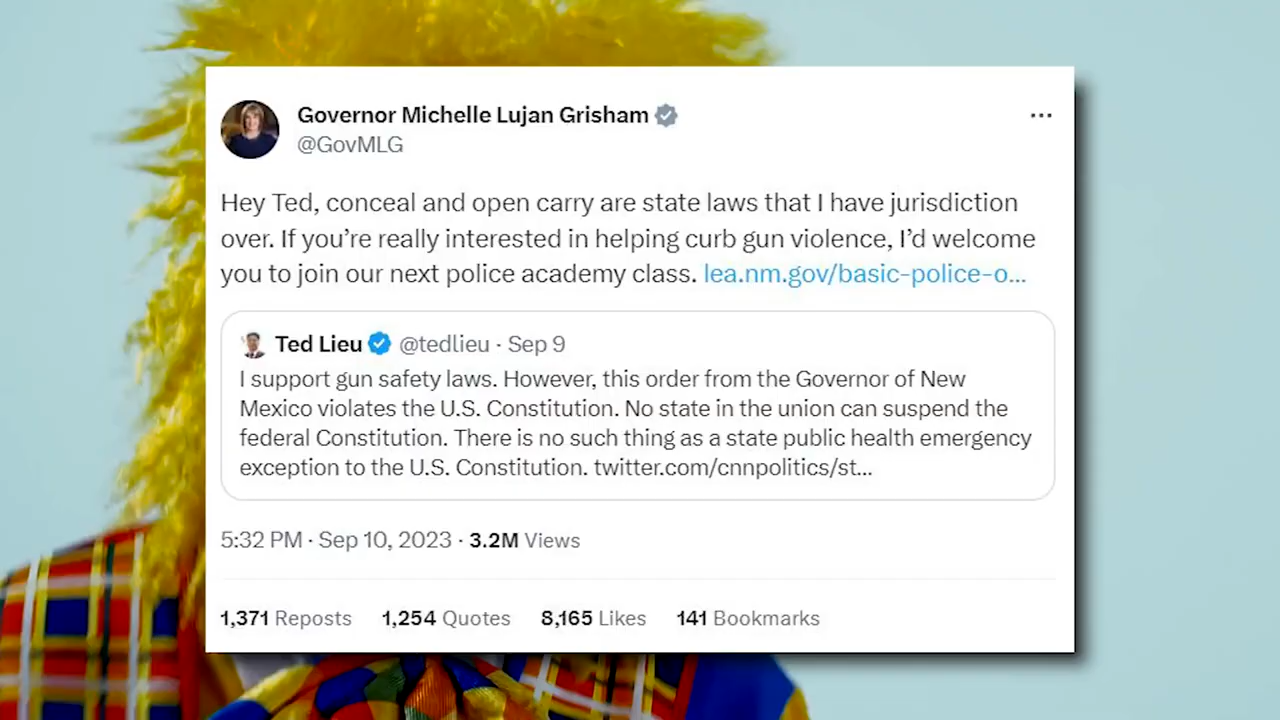 Governor Michelle Lujan Grisham
@GovMLG
Hey Ted, conceal and open carry are state laws that I have jurisdiction
over. If you’re really interested in helping curb gun violence, I’d welcome
you to join our next police academy class. lea.nm.gov/basic-police-o...
Ted Lieu @tedlieu · Sep 9
I support gun safety laws. However, this order from the Governor of New
Mexico violates the U.S. Constitution. No state in the union can suspend the
federal Constitution. There is no such thing as a state public health emergency
exception to the U.S. Constitution. twitter.com/cnnpolitics/st...
5:32 PM · Sep 10, 2023 · 3.2M Views
1,371 Reposts 1,254 Quotes 8,165 Likes 141 Bookmarks